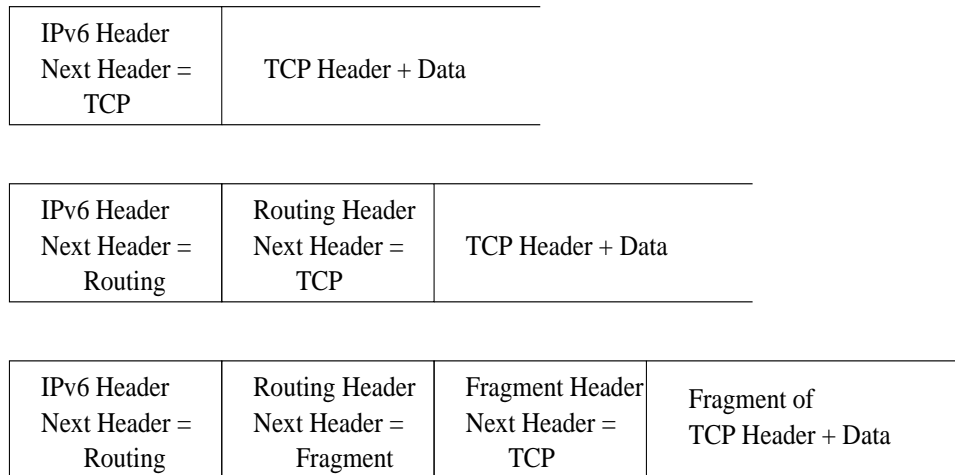 IPv6 Header
Next Header =
TCP
TCP Header + Data
IPv6 Header
Next Header =
Routing
Routing Header
Next Header =
TCP
TCP Header + Data
IPv6 Header
Next Header =
Routing
Routing Header
Next Header =
Fragment
Fragment Header
Next Header =
TCP
Fragment of
TCP Header + Data